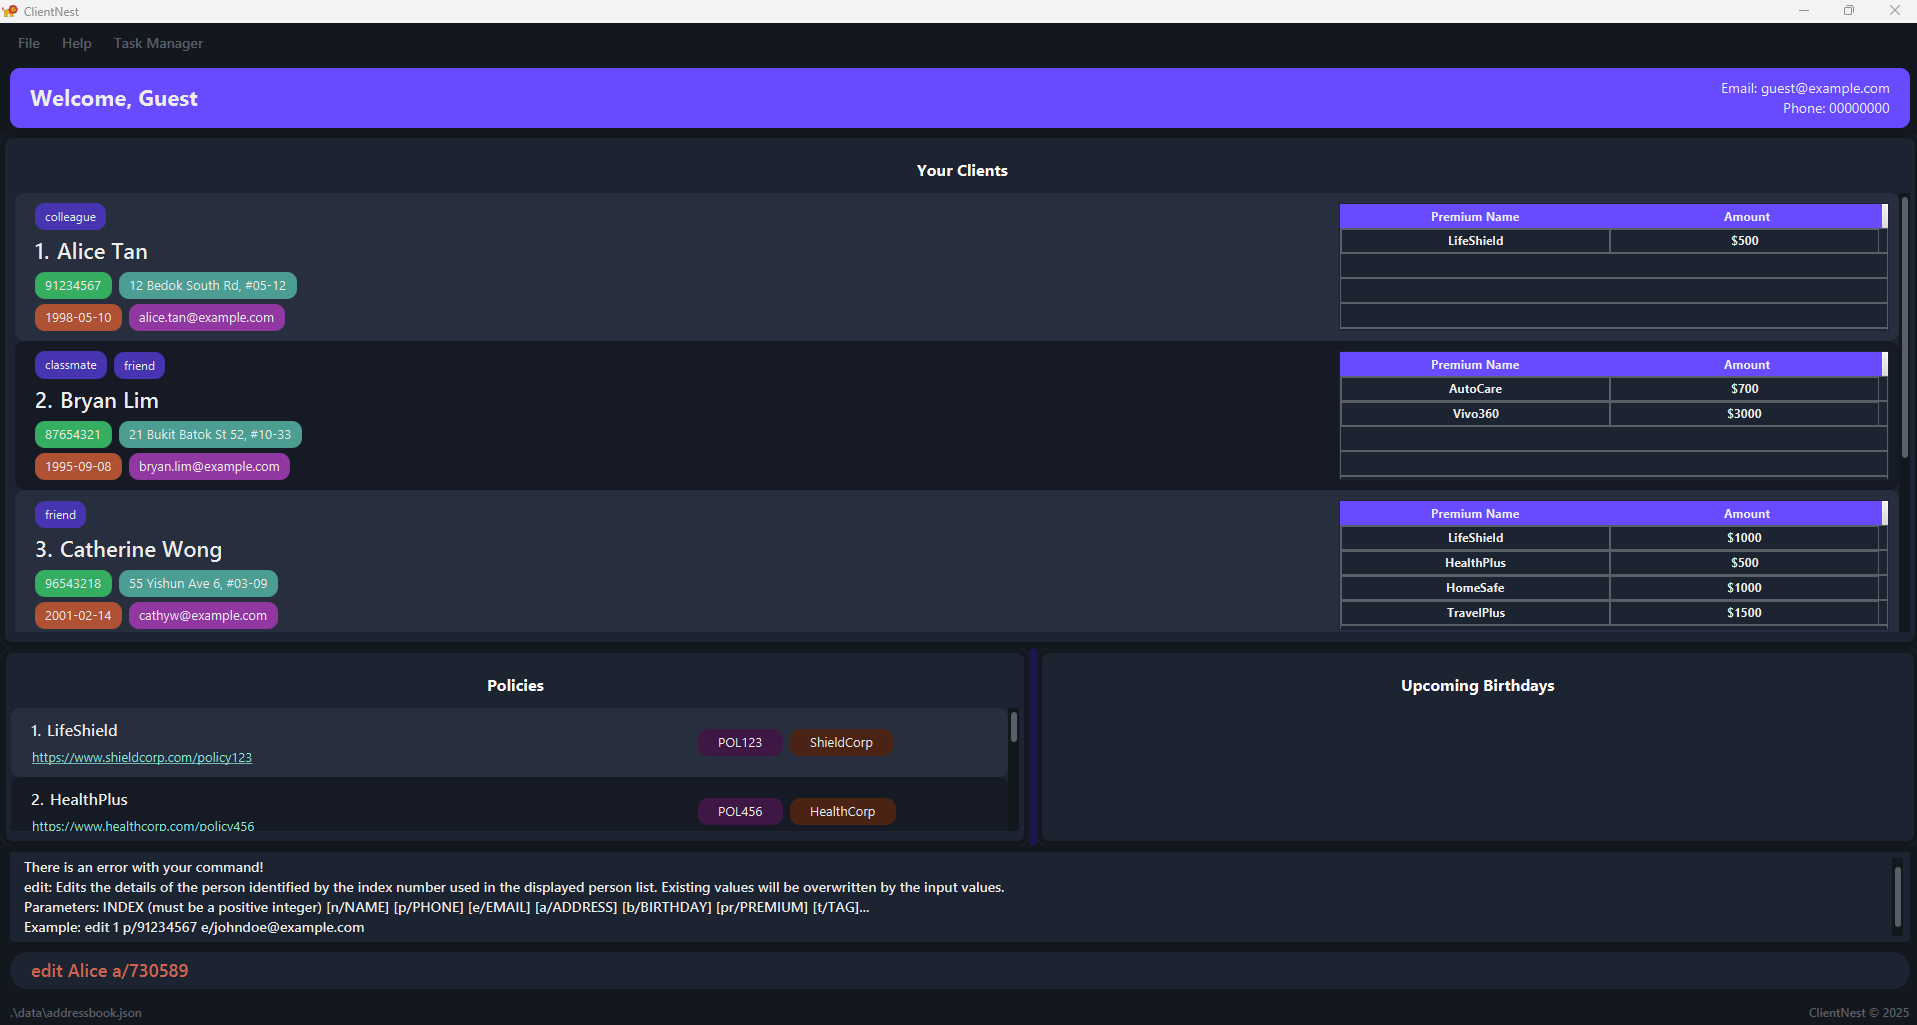 ClientNest
File Help Task Manager
Welcome, Guest
Email: guest@example.com
Phone: 00000000
Your Clients
colleague
1. Alice Tan
91234567 12 Bedok South Rd, #05-12
1998-05-10 alice.tan@example.com
Premium Name Amount
LifeShield $500
classmate friend
2. Bryan Lim
87654321 21 Bukit Batok St 52, #10-33
1995-09-08 bryan.lim@example.com
Premium Name Amount
AutoCare $700
Vivo360 $3000
friend
3. Catherine Wong
96543218 55 Yishun Ave 6, #03-09
2001-02-14 cathyw@example.com
Premium Name Amount
LifeShield $1000
HealthPlus $500
HomeSafe $1000
TravelPlus $1500
Policies
1. LifeShield
https://www.shieldcorp.com/policy123
POL123 ShieldCorp
2. HealthPlus
https://www.healthcorp.com/policy456
POL456 HealthCorp
Upcoming Birthdays
There is an error with your command!
edit: Edits the details of the person identified by the index number used in the displayed person list. Existing values will be overwritten by the input values.
Parameters: INDEX (must be a positive integer) [n/NAME] [p/PHONE] [e/EMAIL] [a/ADDRESS] [b/BIRTHDAY] [pr/PREMIUM] [t/TAG]...
Example: edit 1 p/91234567 e/johndoe@example.com
edit Alice a/730589
.\data\addressbook.json
ClientNest © 2025